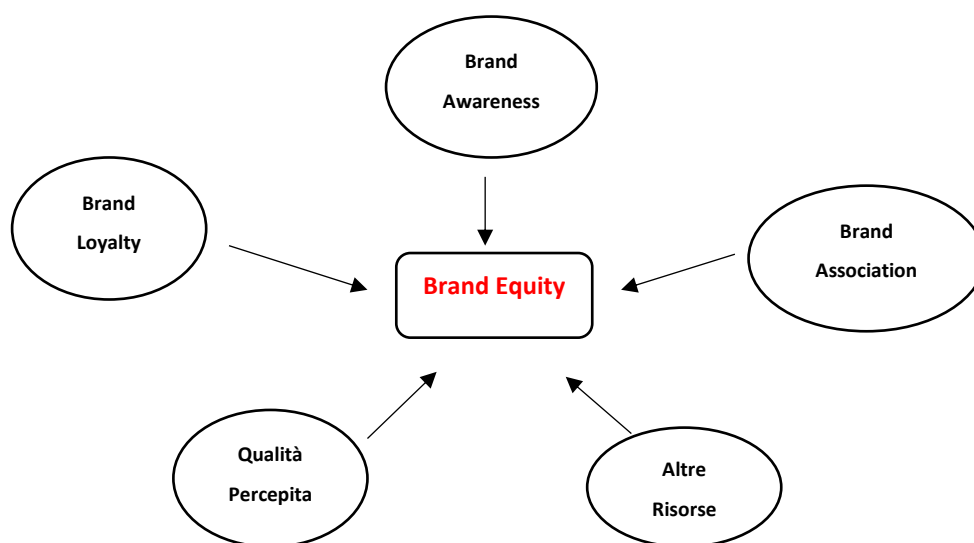 Brand
Awareness
Brand
Loyalty
Brand
Association
Brand Equity
Qualità
Percepita
Altre
Risorse